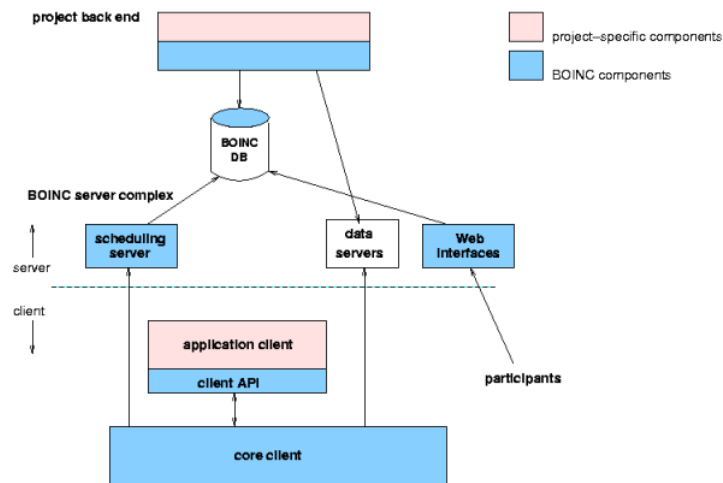 project back end
project–specific components
BOINC components
BOINC
DB
BOINC server complex
scheduling
server
data
servers
Web
interfaces
server
client
application client
client API
participants
core client